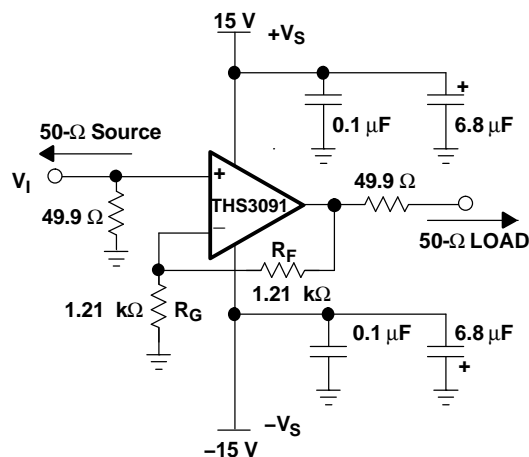 15 V
+VS
+
0.1 μF
6.8 μF
50-Ω Source
VI
49.9 Ω
+
THS3091
−
49.9 Ω
50-Ω LOAD
RF
1.21 kΩ
1.21 kΩ
RG
0.1 μF
6.8 μF
+
−VS
−15 V